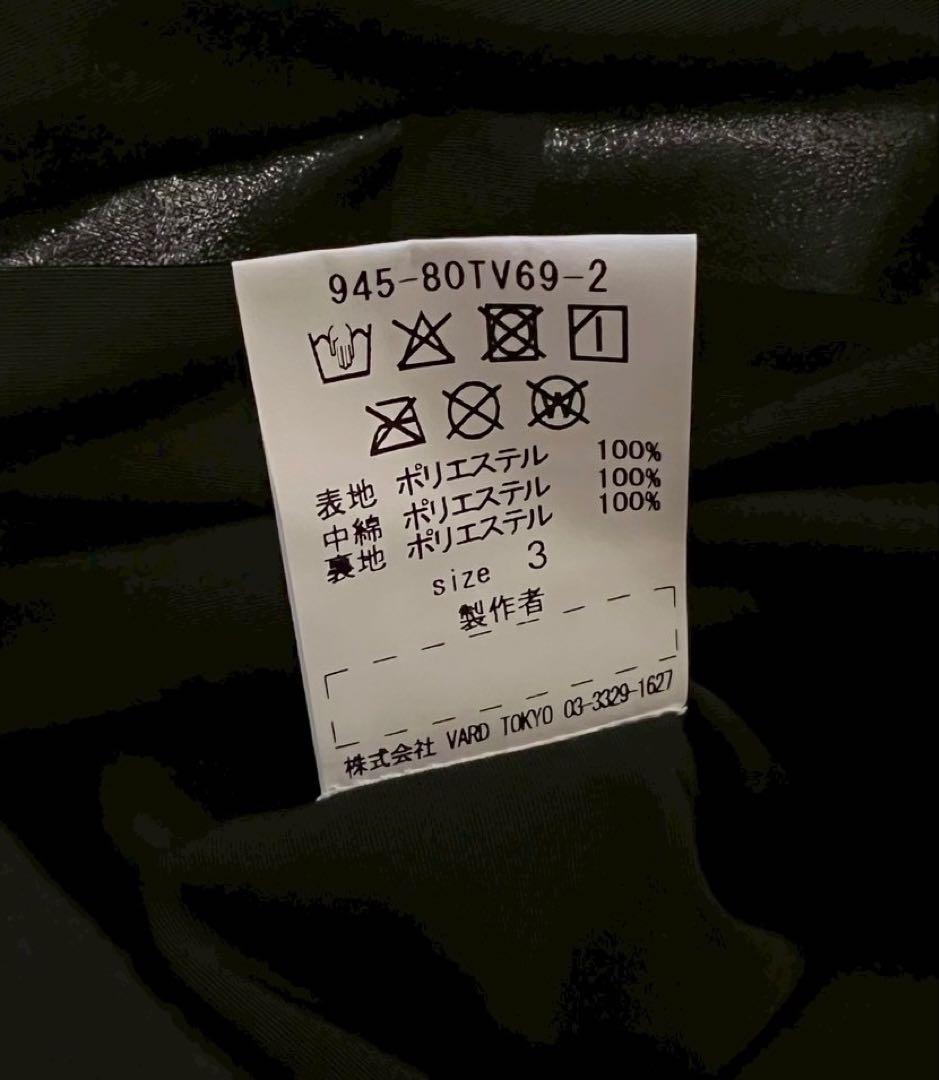 945-80TV69-2
W
表地 ポリエステル 100%
中綿 ポリエステル 100%
裏地 ポリエステル 100%
size 3
製作者
株式会社 VARD TOKYO 03-3329-1627